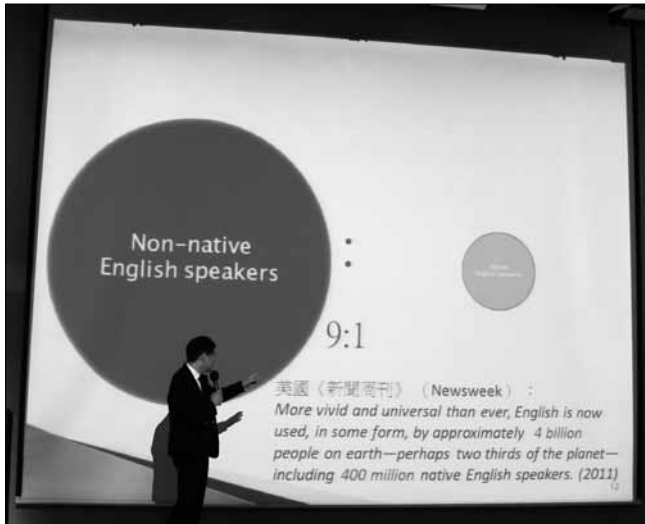 Non-native
English speakers
:
9:1
英國《新聞周刊》（Newsweek）：
More vivid and universal than ever, English is now
used, in some form, by approximately 4 billion
people on earth—perhaps two thirds of the planet—
including 400 million native English speakers. (2011)
12